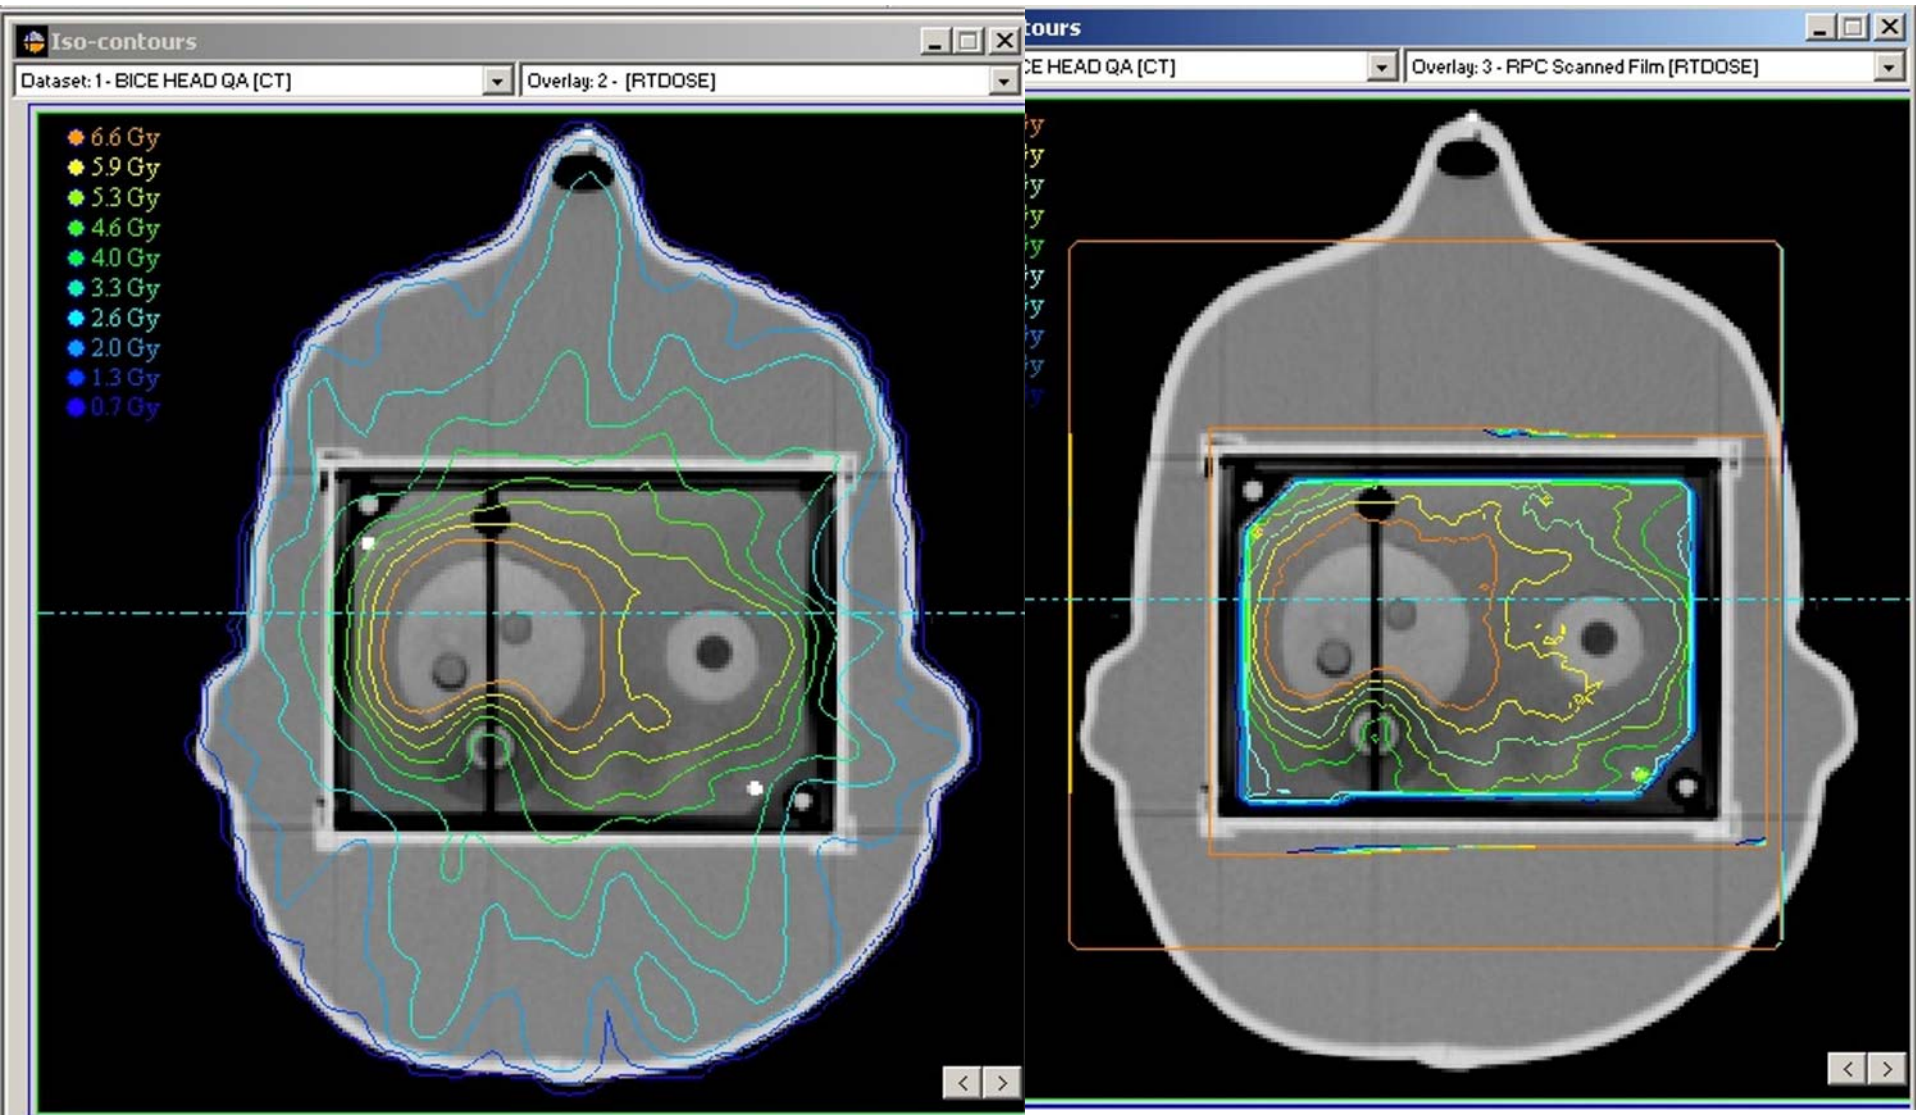 Iso-contours
Dataset: 1 - BICE HEAD QA [CT]
Overlay: 2 - [RTDOSE]
6.6 Gy
5.9 Gy
5.3 Gy
4.6 Gy
4.0 Gy
3.3 Gy
2.6 Gy
2.0 Gy
1.3 Gy
0.7 Gy
< >
tours
CE HEAD QA [CT]
Overlay: 3 - RPC Scanned Film [RTDOSE]
y
y
y
y
y
y
y
y
y
y
< >